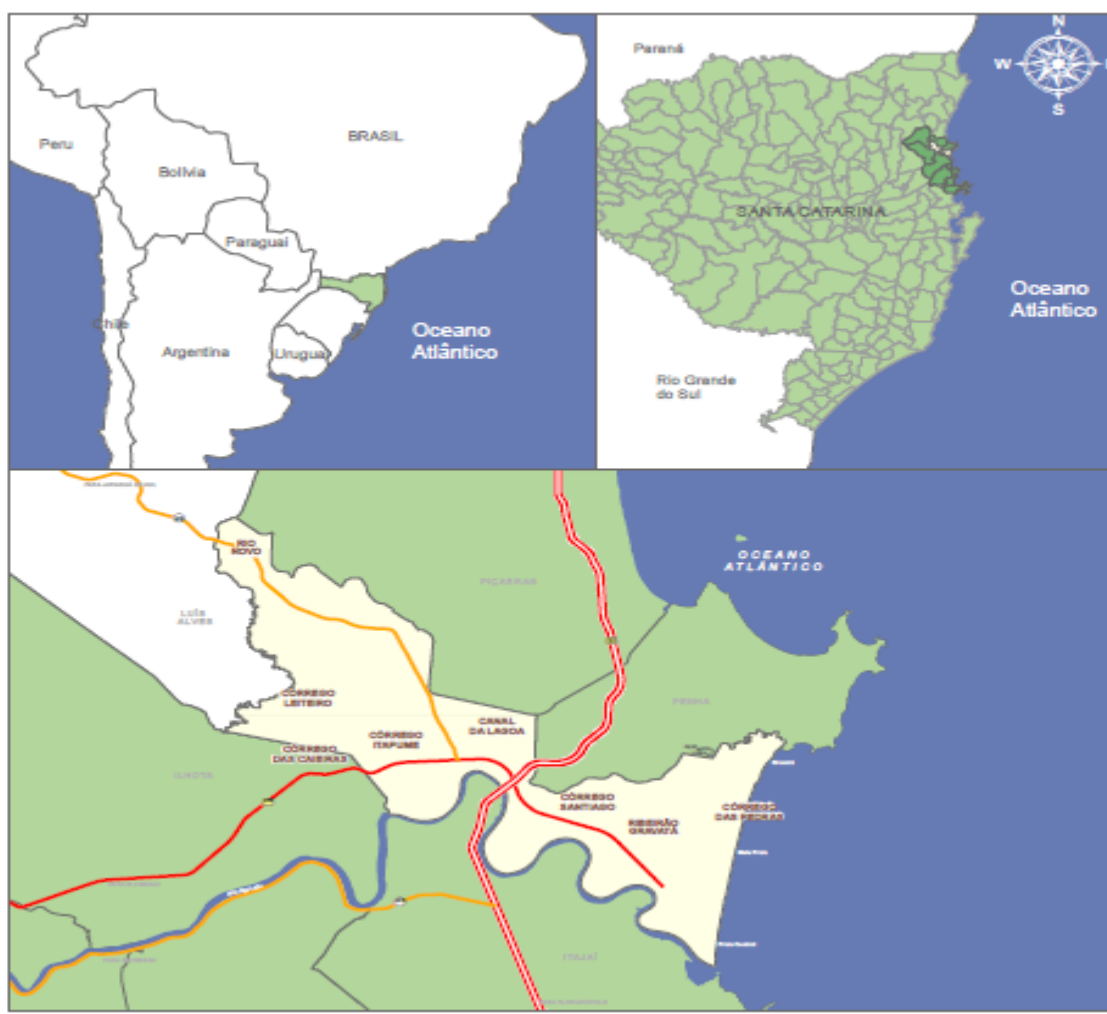 Peru
BRASIL
Bolívia
Paraguai
Chile
Argentina
Uruguai
Oceano
Atlântico
Paraná
N
W
S
SANTA CATARINA
Oceano
Atlântico
Rio Grande
do Sul
RIO
NOVO
OCEANO
ATLÂNTICO
PIÇARRAS
LUÍS
ALVES
PENHA
CÓRREGO
LEITEIRO
CANAL
DA LAGOA
CÓRREGO
ITAPUME
CÓRREGO
DAS CAIEIRAS
ILHOTA
CÓRREGO
SANTIAGO
CÓRREGO
DAS PEDRAS
RIBEIRÃO
GRAVATÁ
ITAJAÍ